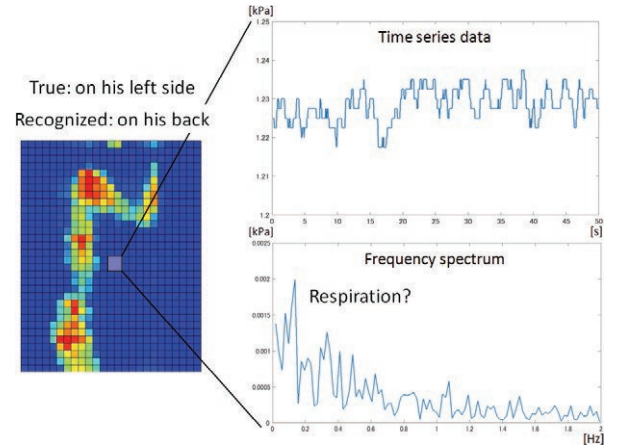 True: on his left side
Recognized: on his back
[kPa]
Time series data
1.25
1.24
1.23
1.22
1.21
1.2
0 5 10 15 20 25 30 35 40 45 50
[s]
[kPa]
Frequency spectrum
Respiration?
0.0025
0.002
0.0015
0.001
0.0005
0
0 0.2 0.4 0.6 0.8 1 1.2 1.4 1.6 1.8 2
[Hz]